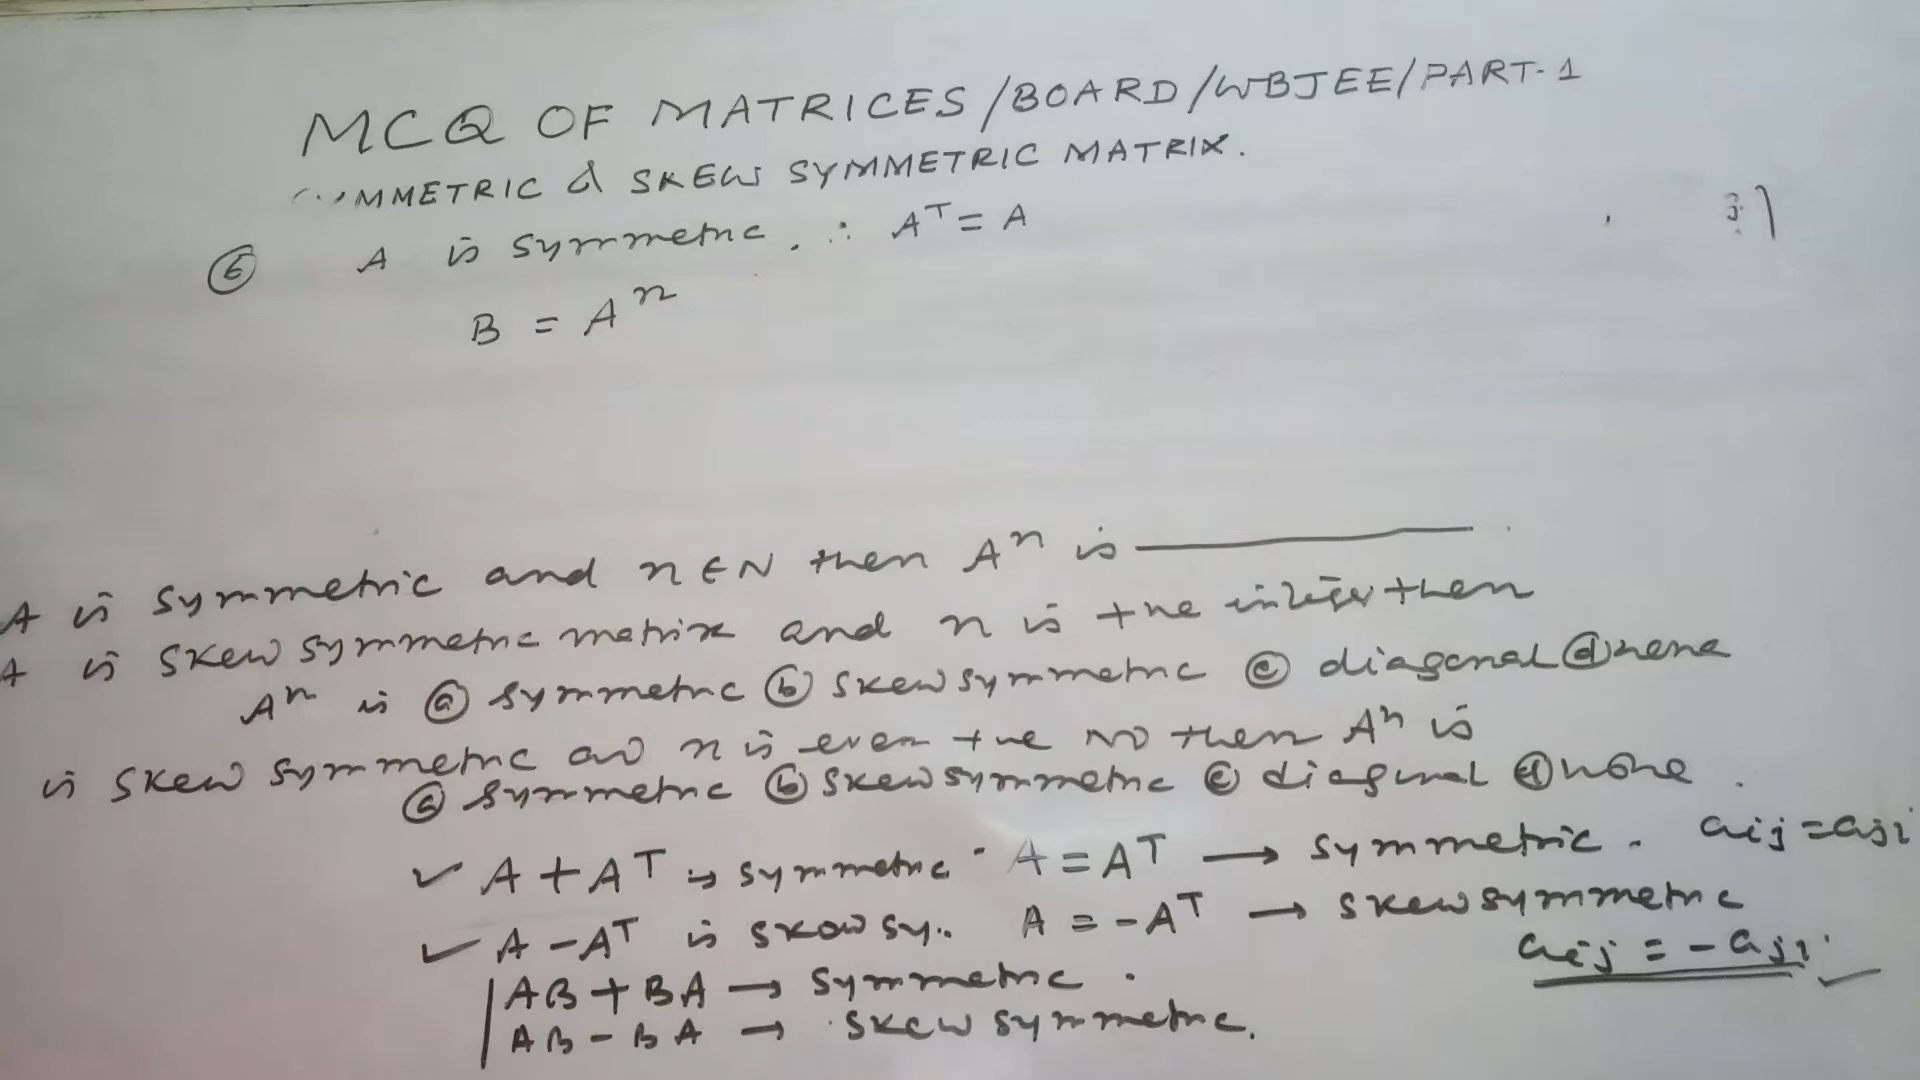 MCQ OF MATRICES/BOARD/WBJEE/PART-1
MMETRIC & SKEW SYMMETRIC MATRIX.
⑥ A is symmetric. ∴ Aᵀ = A
B = Aⁿ
A is symmetric and n ∈ N then Aⁿ is ———
A is skew symmetric matrix and n is +ve integer then
Aⁿ is ⓐ symmetric ⓑ skew symmetric ⓒ diagonal ⓓ none
is skew symmetric and n is even +ve no then Aⁿ is
ⓐ symmetric ⓑ skew symmetric ⓒ diagonal ⓓ none.
✓ A + Aᵀ is symmetric · A = Aᵀ → symmetric. aij = aji
✓ A - Aᵀ is skew sy.. A = -Aᵀ → skew symmetric
aij = -aji ✓
AB + BA → symmetric.
AB - BA → skew symmetric.